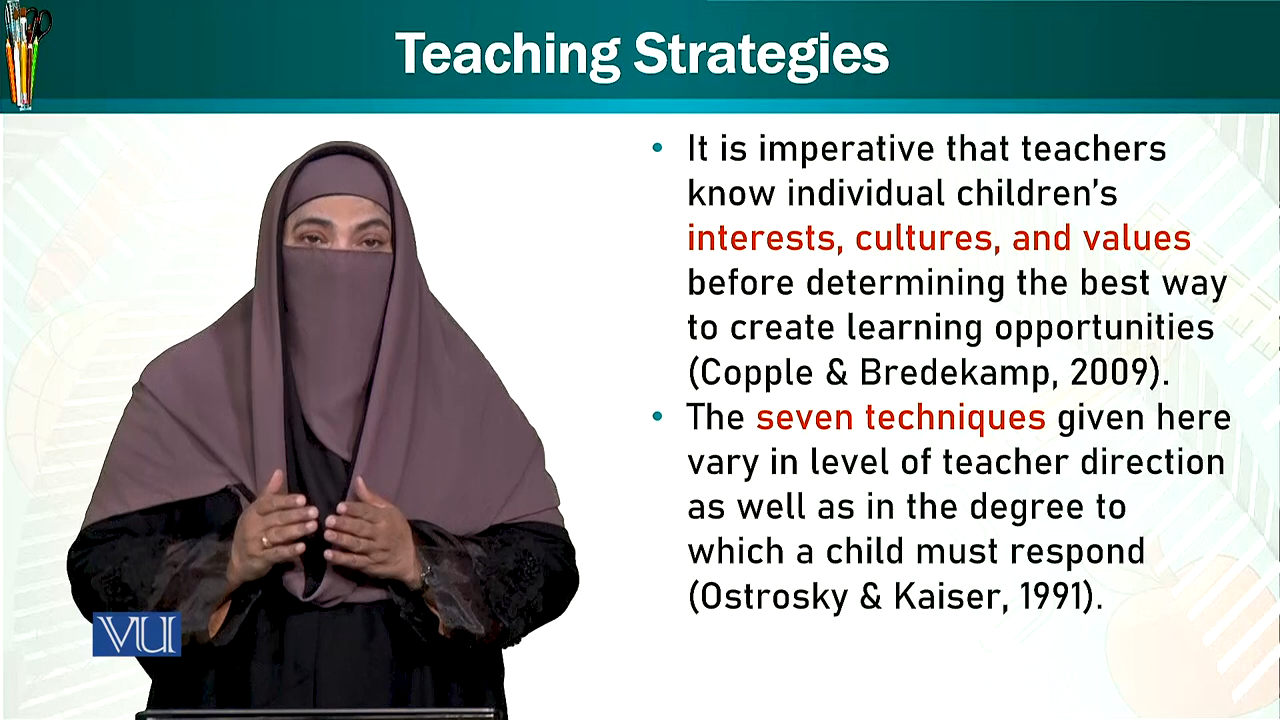 Teaching Strategies
• It is imperative that teachers
know individual children's
interests, cultures, and values
before determining the best way
to create learning opportunities
(Copple & Bredekamp, 2009).
• The seven techniques given here
vary in level of teacher direction
as well as in the degree to
which a child must respond
(Ostrosky & Kaiser, 1991).
VU